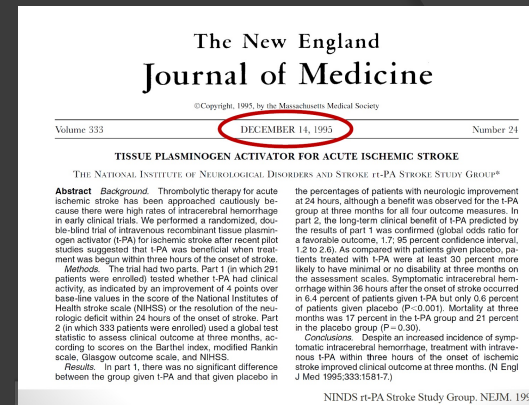 The New England
Journal of Medicine
©Copyright, 1995, by the Massachusetts Medical Society
Volume 333 DECEMBER 14, 1995 Number 24
TISSUE PLASMINOGEN ACTIVATOR FOR ACUTE ISCHEMIC STROKE
THE NATIONAL INSTITUTE OF NEUROLOGICAL DISORDERS AND STROKE rt-PA STROKE STUDY GROUP*
Abstract Background. Thrombolytic therapy for acute
ischemic stroke has been approached cautiously be-
cause there were high rates of intracerebral hemorrhage
in early clinical trials. We performed a randomized, dou-
ble-blind trial of intravenous recombinant tissue plasmin-
ogen activator (t-PA) for ischemic stroke after recent pilot
studies suggested that t-PA was beneficial when treat-
ment was begun within three hours of the onset of stroke.
Methods. The trial had two parts. Part 1 (in which 291
patients were enrolled) tested whether t-PA had clinical
activity, as indicated by an improvement of 4 points over
base-line values in the score of the National Institutes of
Health stroke scale (NIHSS) or the resolution of the neu-
rologic deficit within 24 hours of the onset of stroke. Part
2 (in which 333 patients were enrolled) used a global test
statistic to assess clinical outcome at three months, ac-
cording to scores on the Barthel index, modified Rankin
scale, Glasgow outcome scale, and NIHSS.
Results. In part 1, there was no significant difference
between the group given t-PA and that given placebo in
the percentages of patients with neurologic improvement
at 24 hours, although a benefit was observed for the t-PA
group at three months for all four outcome measures. In
part 2, the long-term clinical benefit of t-PA predicted by
the results of part 1 was confirmed (global odds ratio for
a favorable outcome, 1.7; 95 percent confidence interval,
1.2 to 2.6). As compared with patients given placebo, pa-
tients treated with t-PA were at least 30 percent more
likely to have minimal or no disability at three months on
the assessment scales. Symptomatic intracerebral hem-
orrhage within 36 hours after the onset of stroke occurred
in 6.4 percent of patients given t-PA but only 0.6 percent
of patients given placebo (P<0.001). Mortality at three
months was 17 percent in the t-PA group and 21 percent
in the placebo group (P=0.30).
Conclusions. Despite an increased incidence of symp-
tomatic intracerebral hemorrhage, treatment with intrave-
nous t-PA within three hours of the onset of ischemic
stroke improved clinical outcome at three months. (N Engl
J Med 1995;333:1581-7.)
NINDS rt-PA Stroke Study Group. NEJM.